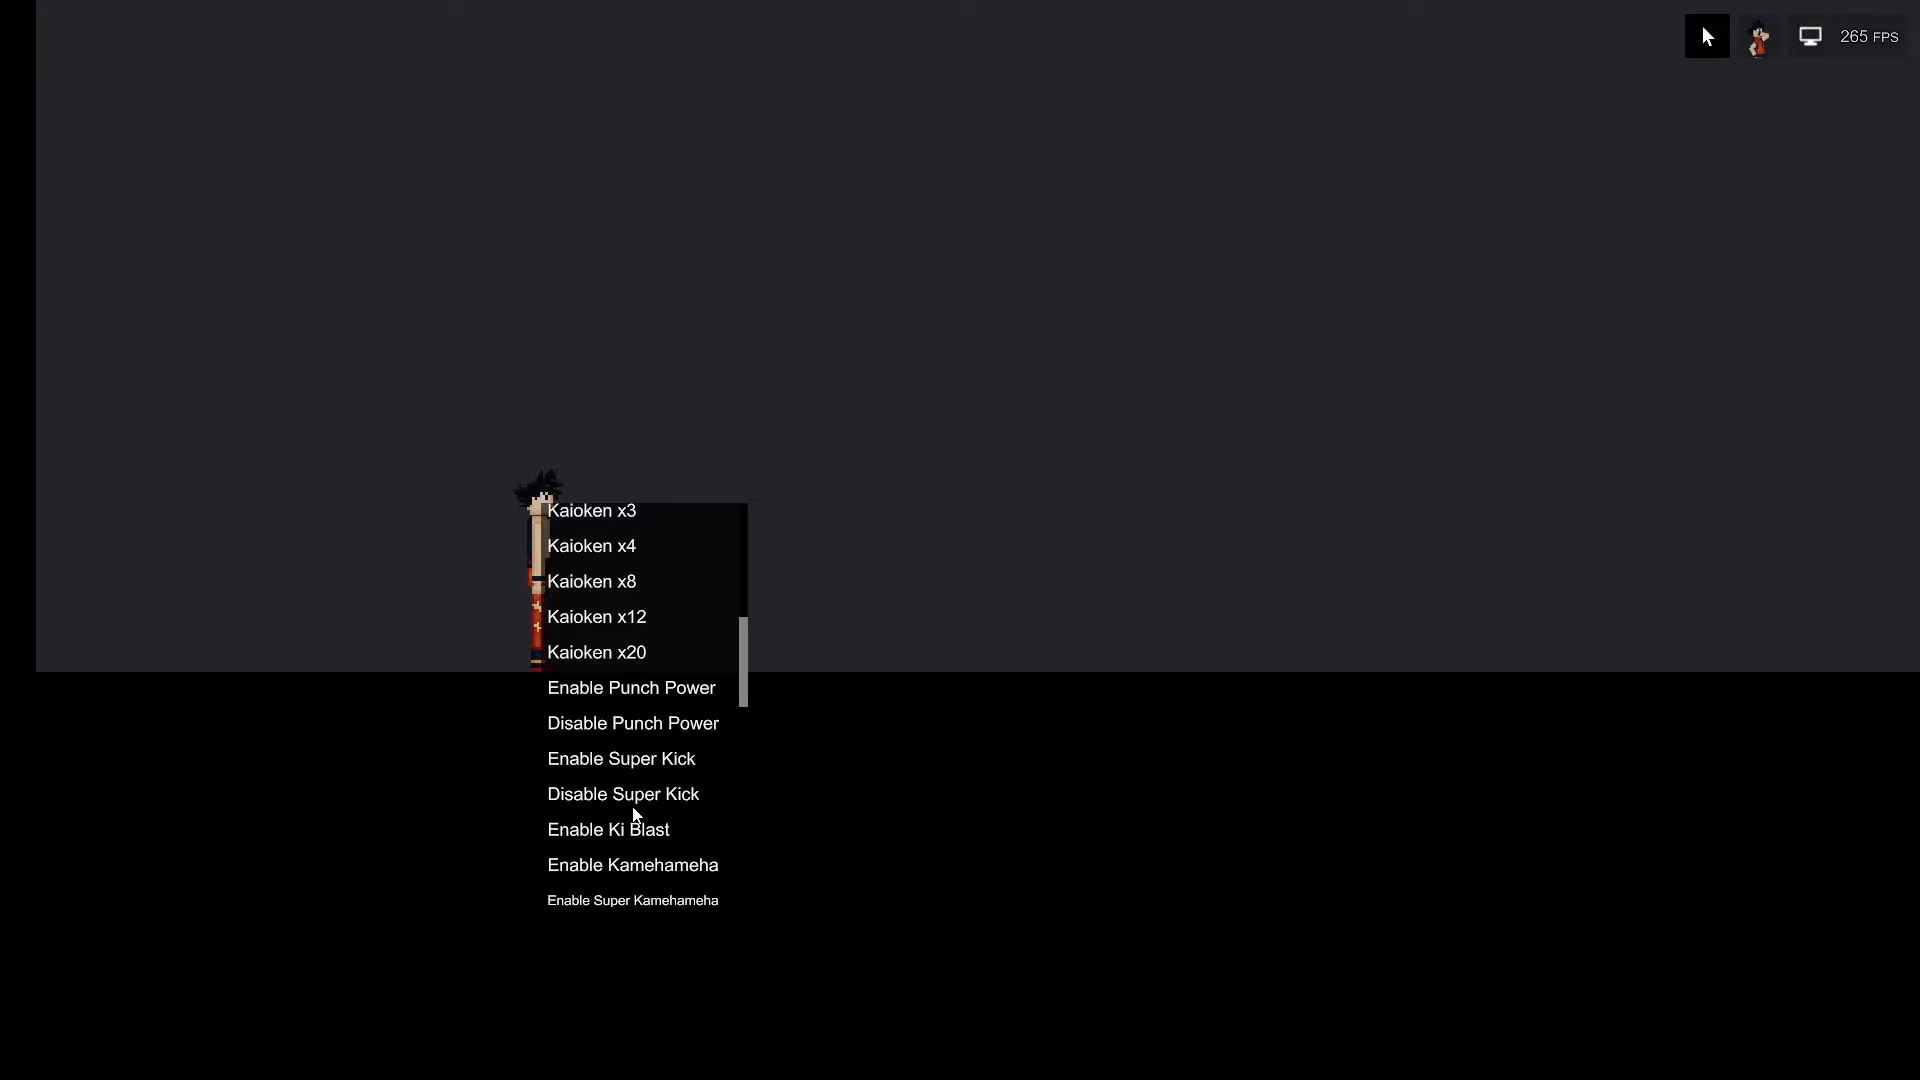 265 FPS
Kaioken x3
Kaioken x4
Kaioken x8
Kaioken x12
Kaioken x20
Enable Punch Power
Disable Punch Power
Enable Super Kick
Disable Super Kick
Enable Ki Blast
Enable Kamehameha
Enable Super Kamehameha